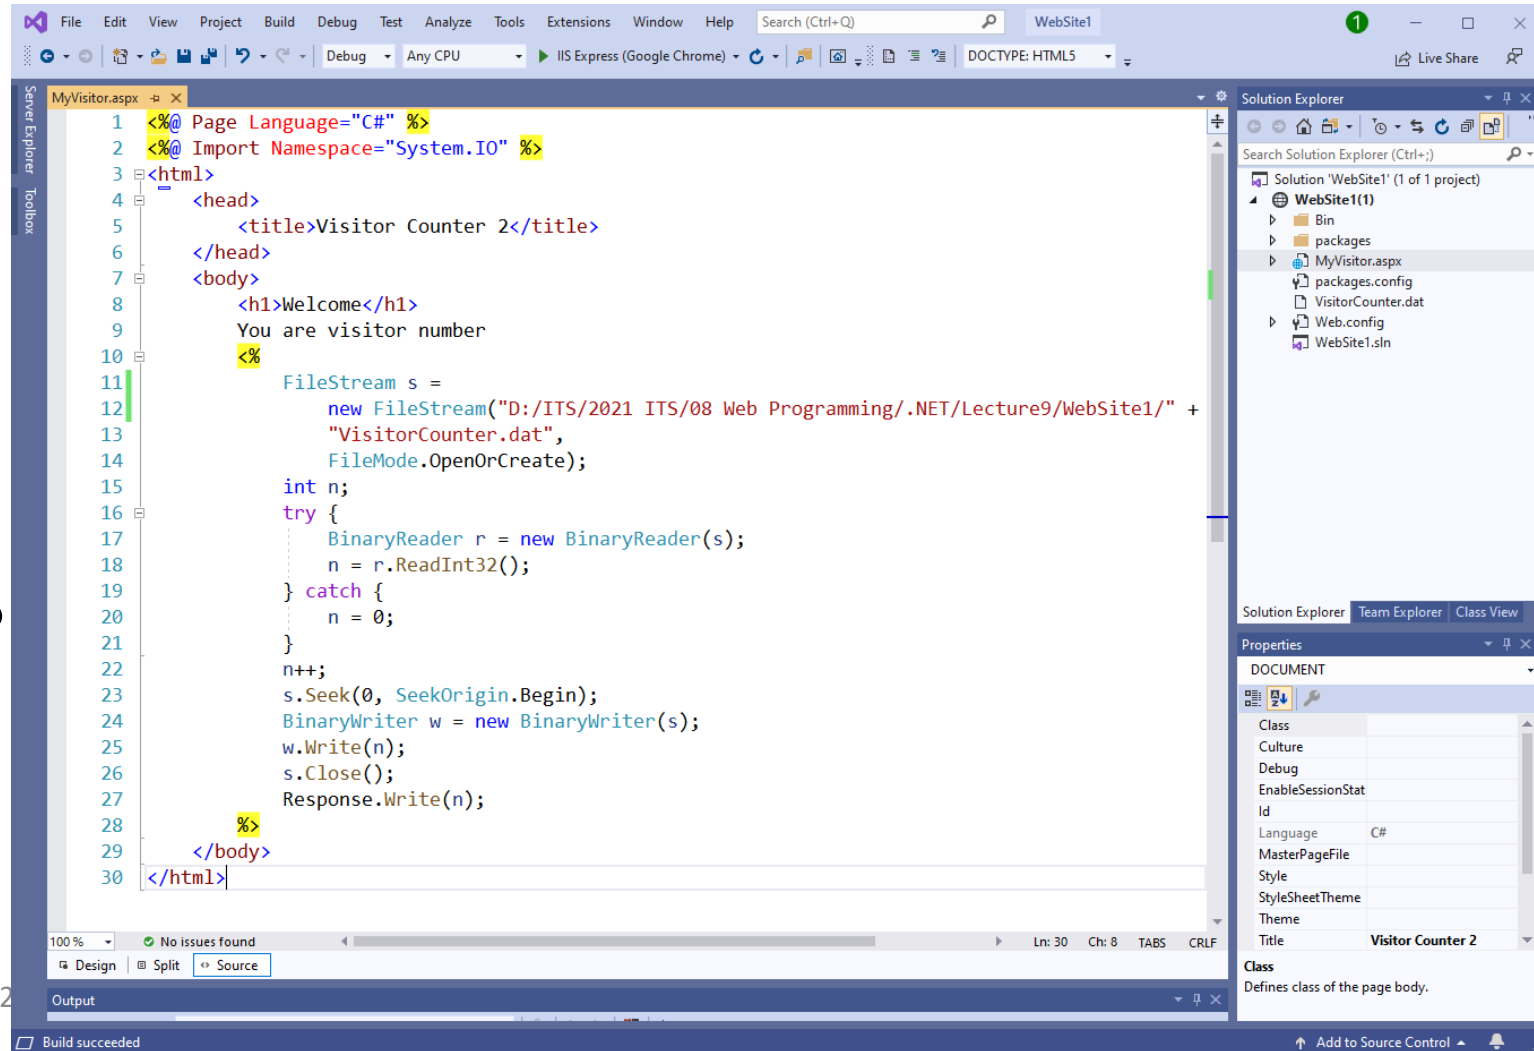 File Edit View Project Build Debug Test Analyze Tools Extensions Window Help Search (Ctrl+Q) WebSite1 1
Debug Any CPU IIS Express (Google Chrome) DOCTYPE: HTML5 Live Share
Server Explorer
Toolbox
MyVisitor.aspx
1 <%@ Page Language="C#" %>
2 <%@ Import Namespace="System.IO" %>
3 <html>
4 <head>
5 <title>Visitor Counter 2</title>
6 </head>
7 <body>
8 <h1>Welcome</h1>
9 You are visitor number
10 <%
11 FileStream s =
12 new FileStream("D:/ITS/2021 ITS/08 Web Programming/.NET/Lecture9/WebSite1/" +
13 "VisitorCounter.dat",
14 FileMode.OpenOrCreate);
15 int n;
16 try {
17 BinaryReader r = new BinaryReader(s);
18 n = r.ReadInt32();
19 } catch {
20 n = 0;
21 }
22 n++;
23 s.Seek(0, SeekOrigin.Begin);
24 BinaryWriter w = new BinaryWriter(s);
25 w.Write(n);
26 s.Close();
27 Response.Write(n);
28 %>
29 </body>
30 </html>
100 % No issues found Ln: 30 Ch: 8 TABS CRLF
Design Split Source
Output
Solution Explorer
Search Solution Explorer (Ctrl+;)
Solution 'WebSite1' (1 of 1 project)
WebSite1(1)
Bin
packages
MyVisitor.aspx
packages.config
VisitorCounter.dat
Web.config
WebSite1.sln
Solution Explorer Team Explorer Class View
Properties
DOCUMENT
Class
Culture
Debug
EnableSessionStat
Id
Language C#
MasterPageFile
Style
StyleSheetTheme
Theme
Title Visitor Counter 2
Class
Defines class of the page body.
2
Build succeeded Add to Source Control